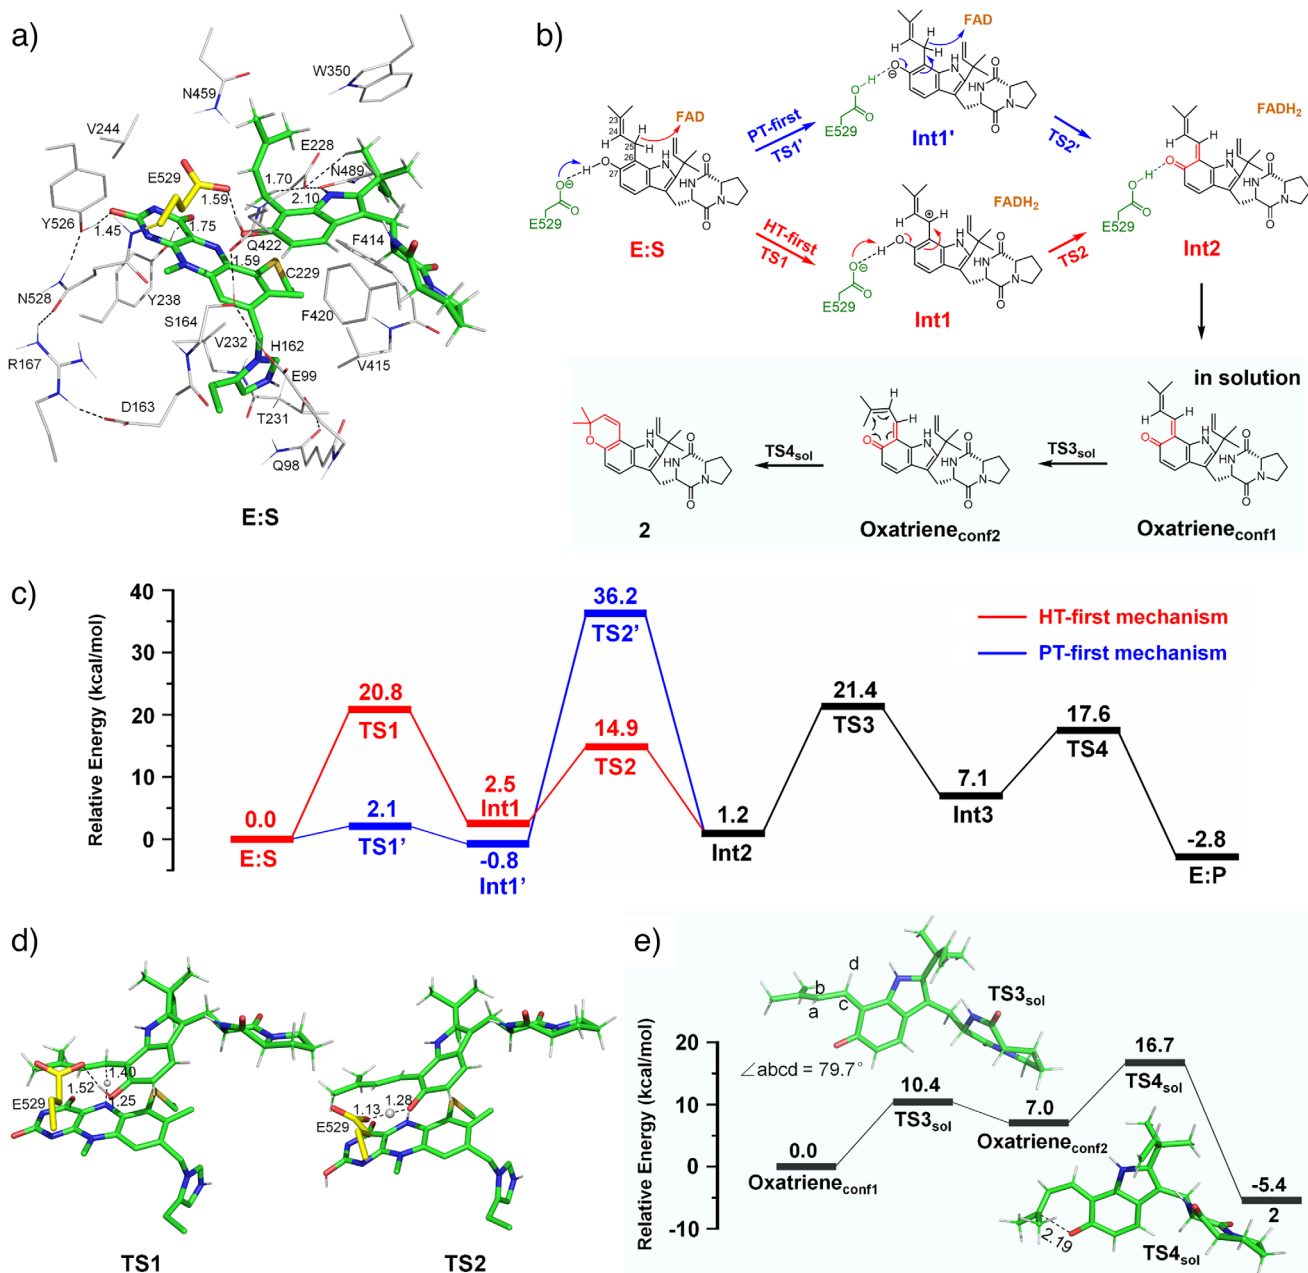 a)
N459
W350
V244
E228
E529
1.70
N489
1.59
2.10
Y526
1.45
1.75
Q422
F414
1.59
C229
N528
Y238
F420
S164
V232
H162
V415
R167
E99
D163
T231
Q98
E:S
b)
FAD
H
H
H
N
O
⊖
H
O
O
E529
Int1'
HN
O
N
O
FADH₂
PT-first
TS1'
TS2'
FAD
23
24
25
26
27
H
H
HO
H
N
O
⊖
O
E529
HN
O
N
O
E:S
HT-first
TS1
H
H
⊕
FADH₂
H
O
H
N
O
⊖
O
E529
HN
O
N
O
Int1
TS2
H
H
O
H
N
H
O
O
E529
HN
O
N
O
Int2
in solution
O
H
N
HN
O
N
O
2
TS4sol
H
H
O
H
N
HN
O
N
O
Oxatrieneconf2
TS3sol
H
H
O
H
N
HN
O
N
O
Oxatrieneconf1
c)
Relative Energy (kcal/mol)
40
30
20
10
0
HT-first mechanism
PT-first mechanism
0.0
E:S
20.8
TS1
2.1
TS1’
2.5
Int1
-0.8
Int1’
36.2
TS2’
14.9
TS2
1.2
Int2
21.4
TS3
7.1
Int3
17.6
TS4
-2.8
E:P
d)
1.40
1.52
1.25
E529
TS1
1.13
1.28
E529
TS2
e)
d
b
a
c
∠abcd = 79.7°
TS3sol
Relative Energy (kcal/mol)
20
10
0
-10
0.0
Oxatrieneconf1
10.4
TS3sol
7.0
Oxatrieneconf2
16.7
TS4sol
-5.4
2
2.19
TS4sol